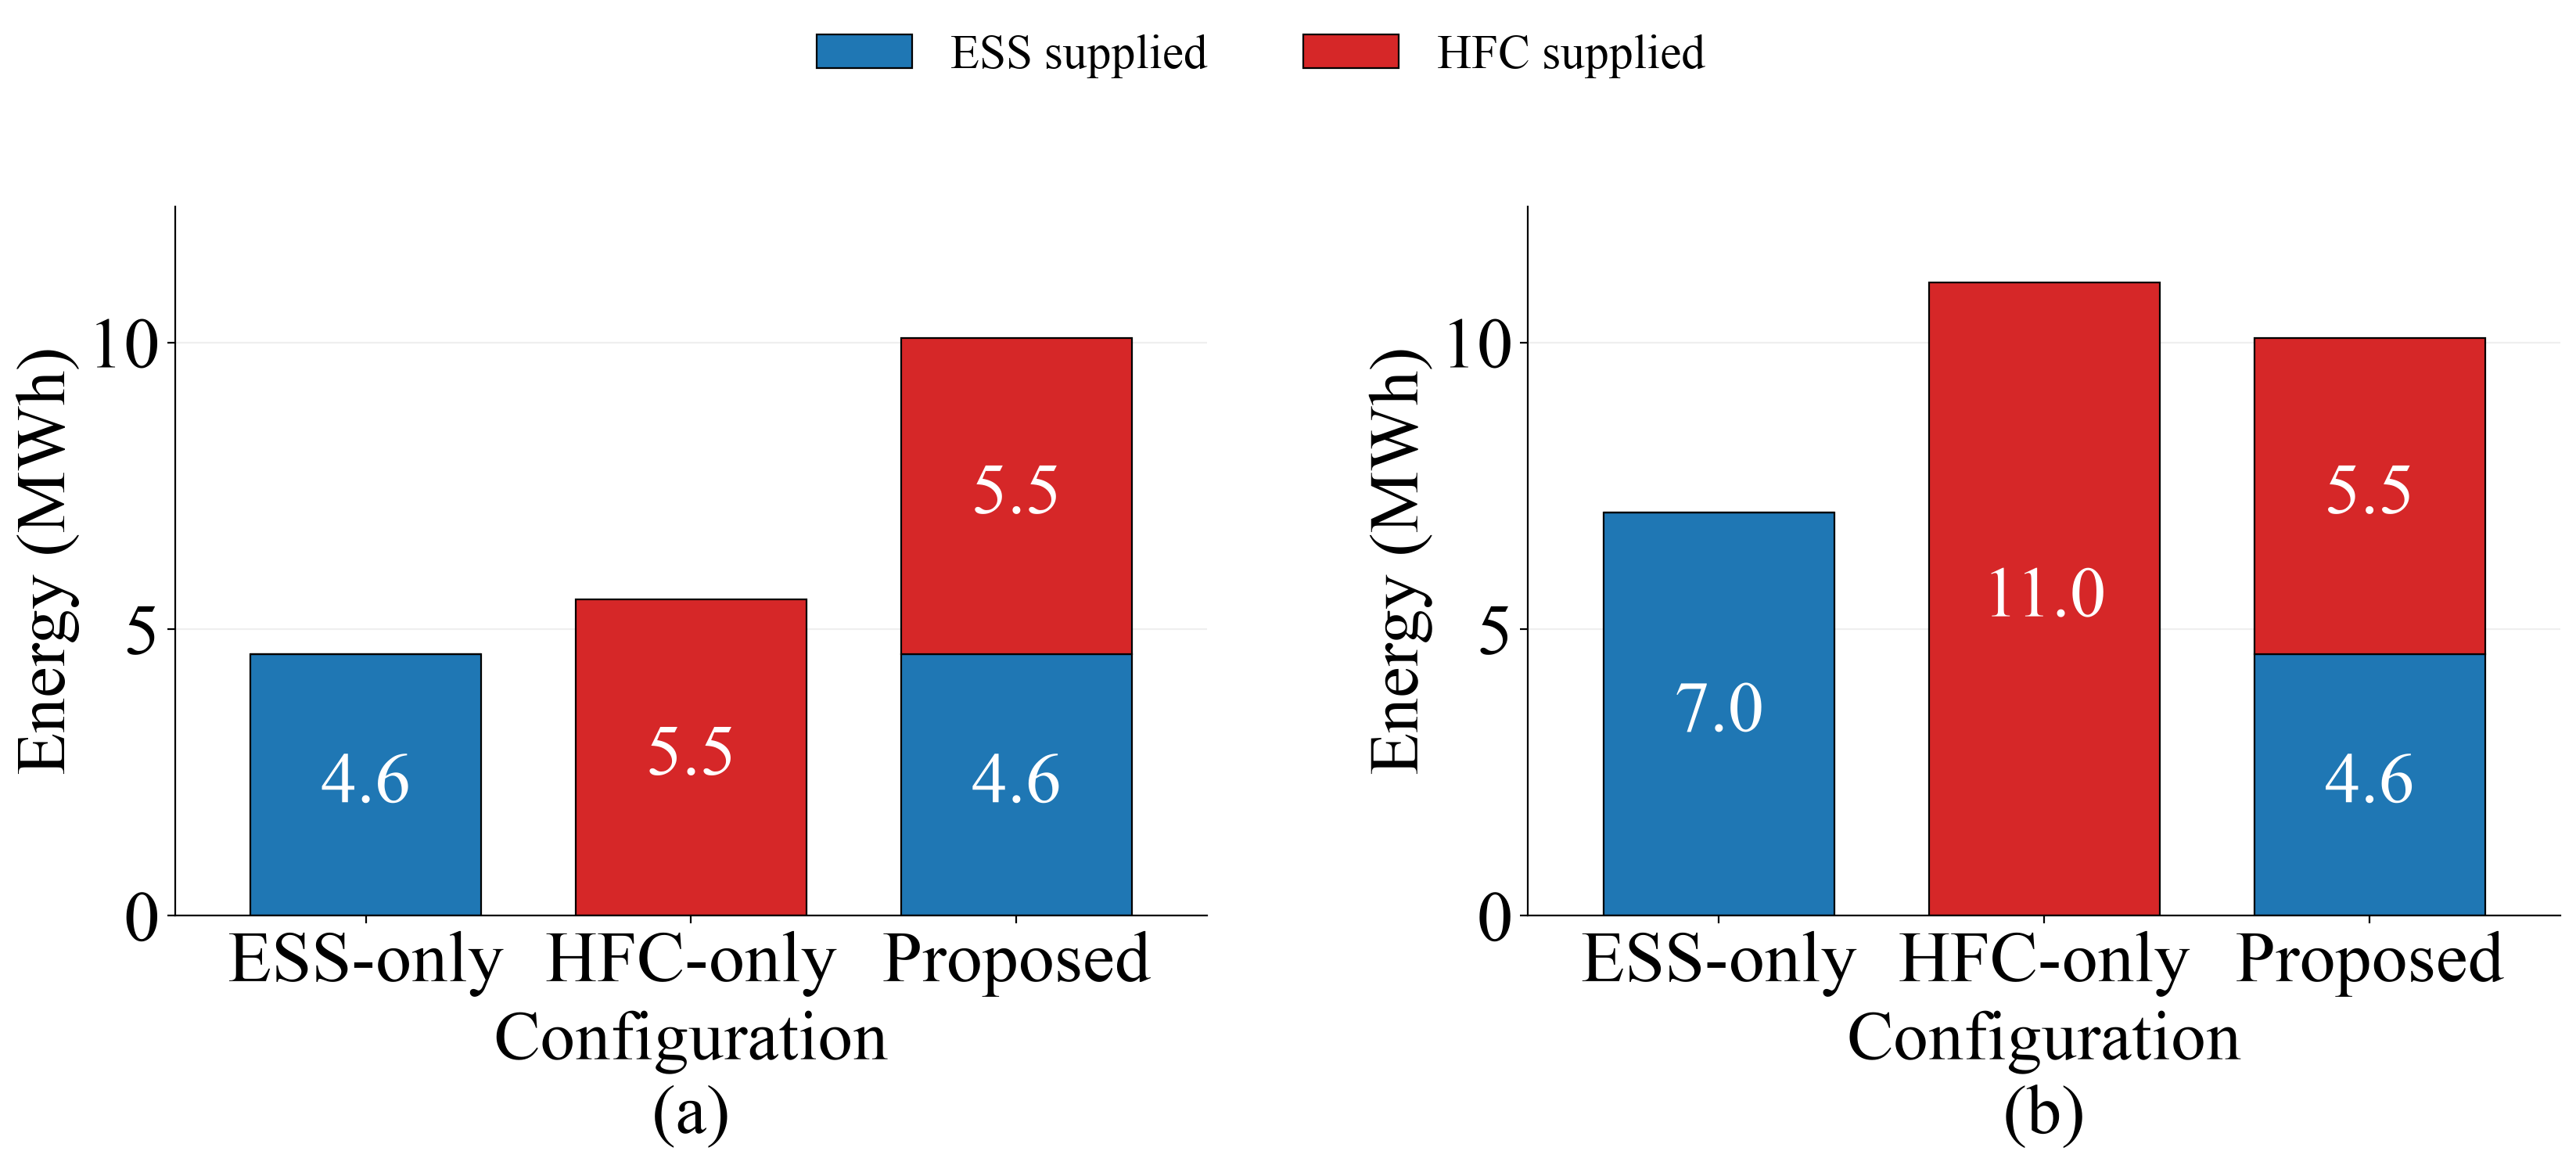 ESS supplied HFC supplied
Energy (MWh)
10
5
0
4.6
5.5
5.5
4.6
ESS-only HFC-only Proposed
Configuration
(a)
Energy (MWh)
10
5
0
7.0
11.0
5.5
4.6
ESS-only HFC-only Proposed
Configuration
(b)